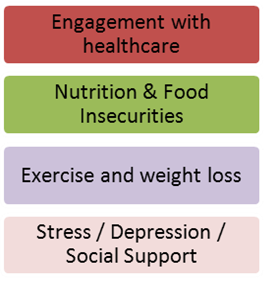 Engagement with
healthcare
Nutrition & Food
Insecurities
Exercise and weight loss
Stress / Depression /
Social Support